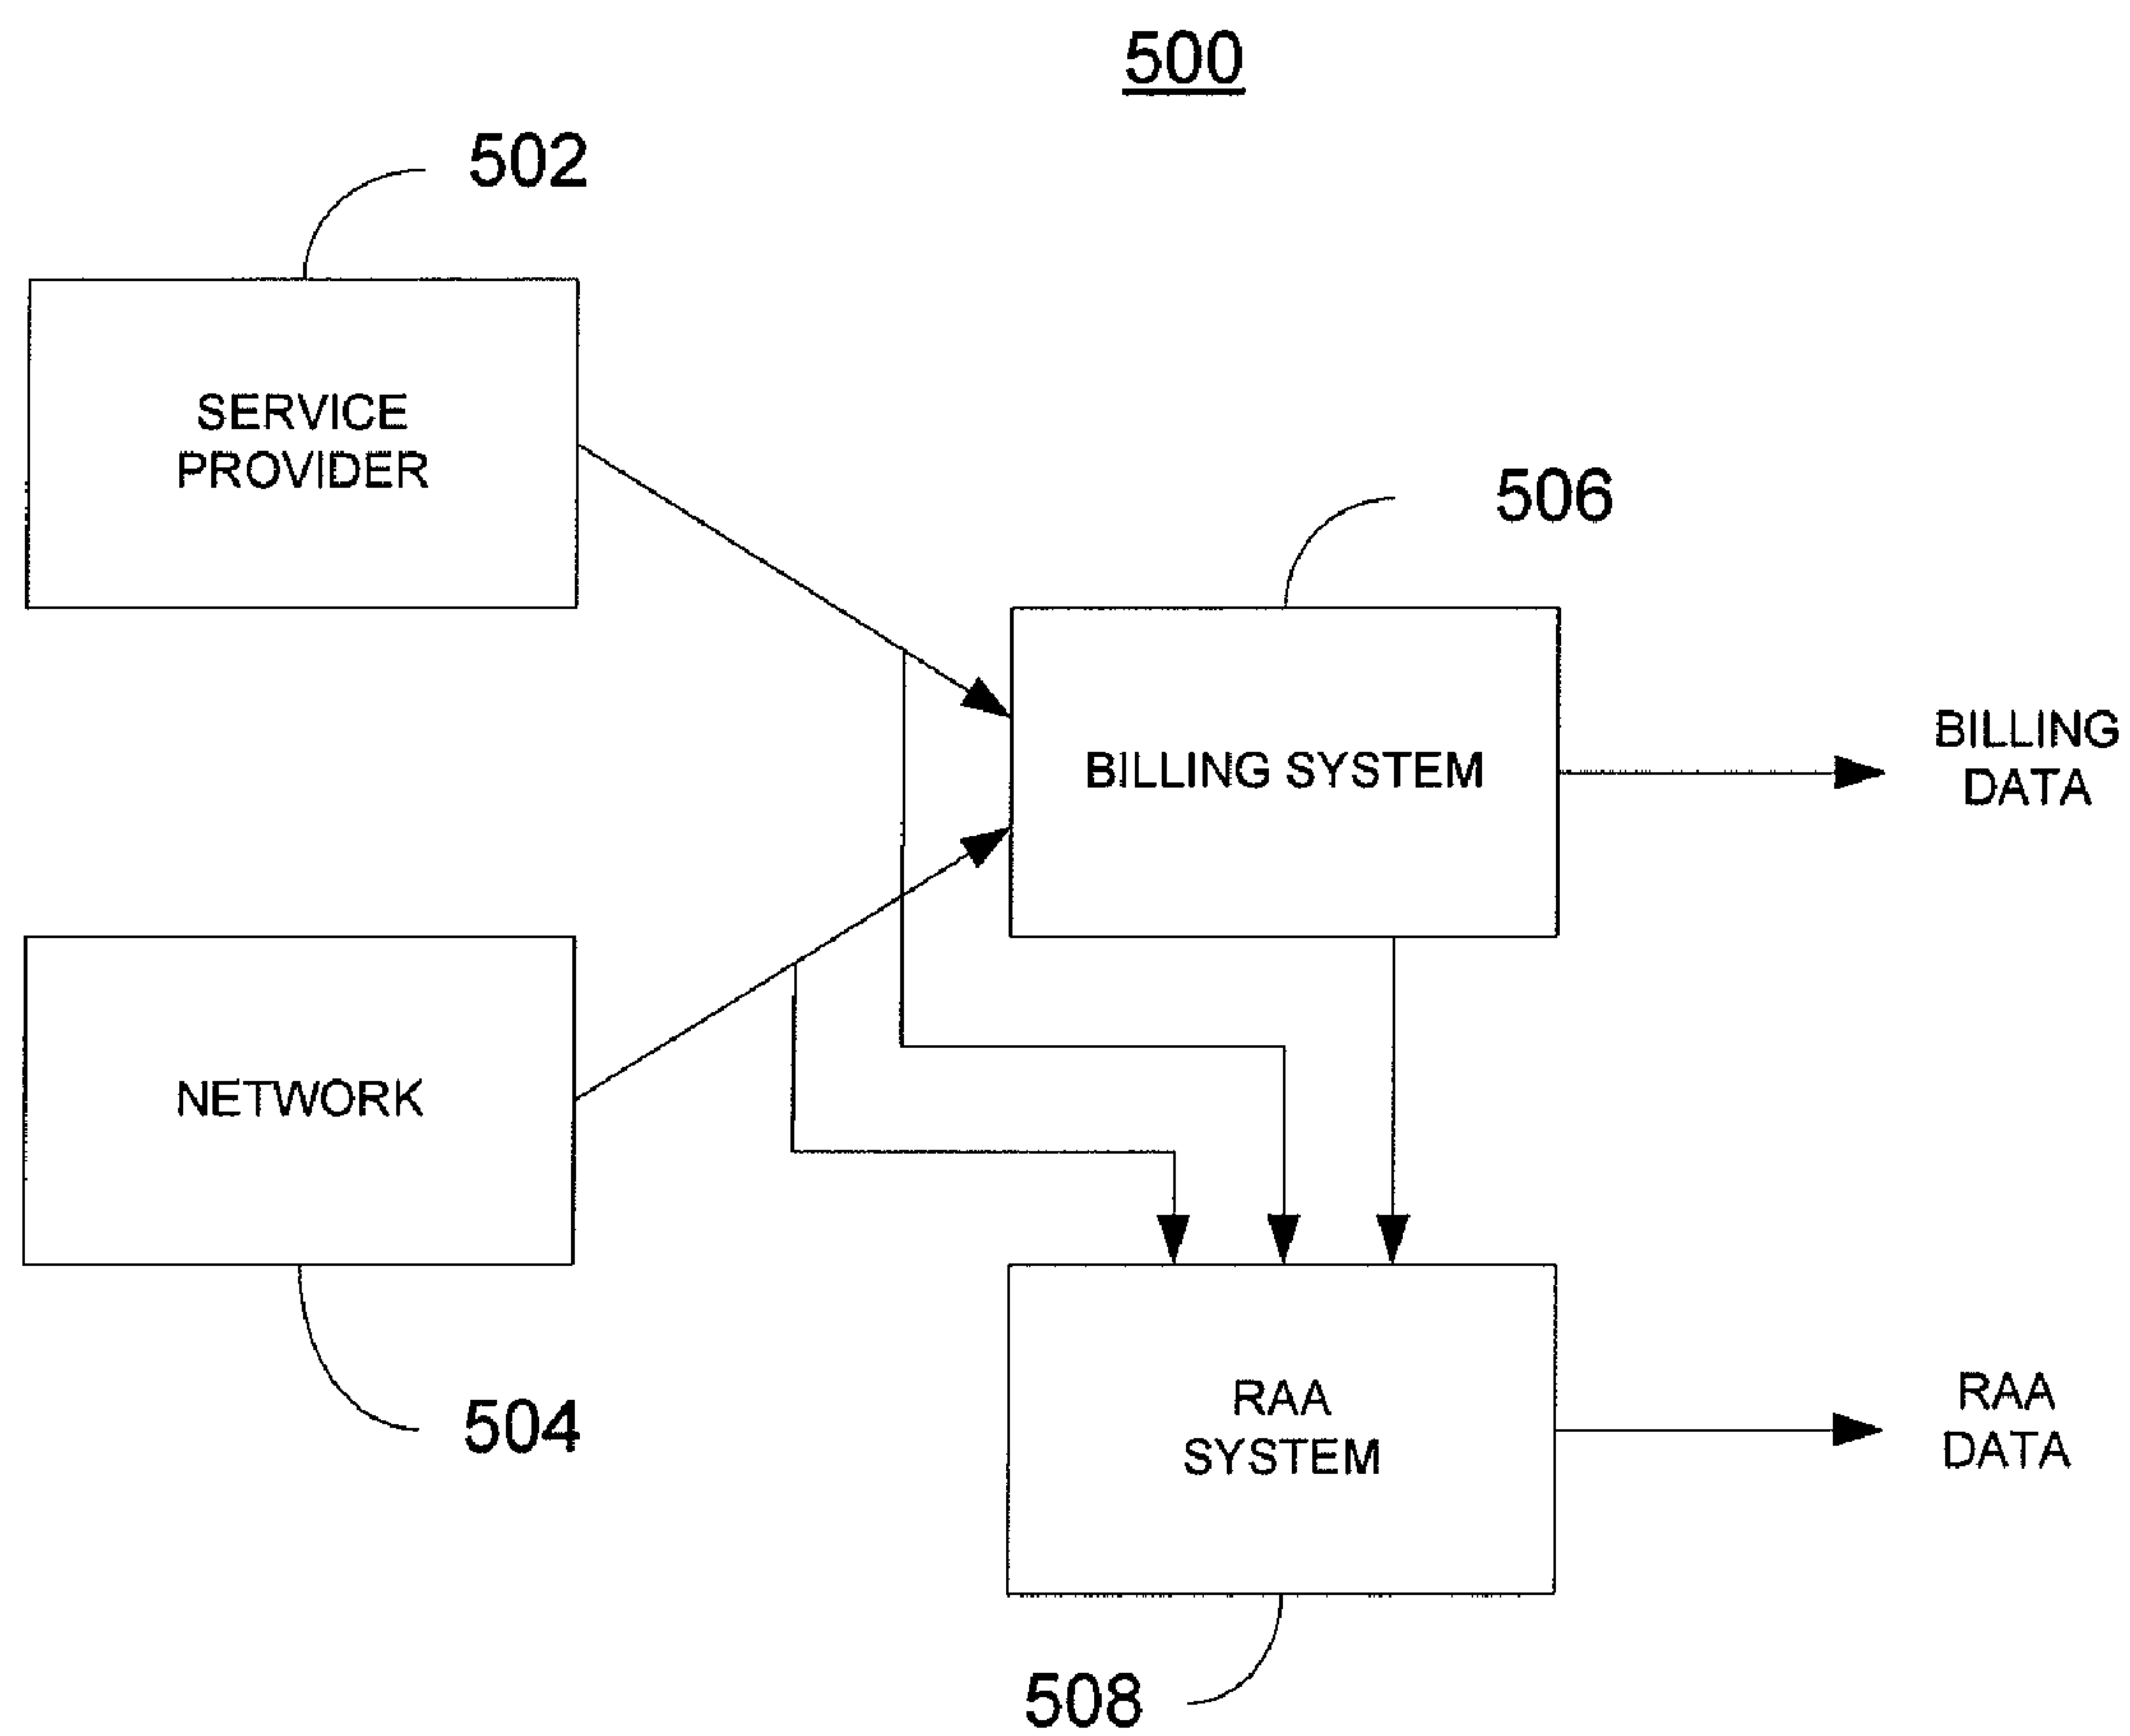 500
502
SERVICE
PROVIDER
506
BILLING SYSTEM
BILLING
DATA
NETWORK
504
RAA
SYSTEM
RAA
DATA
508